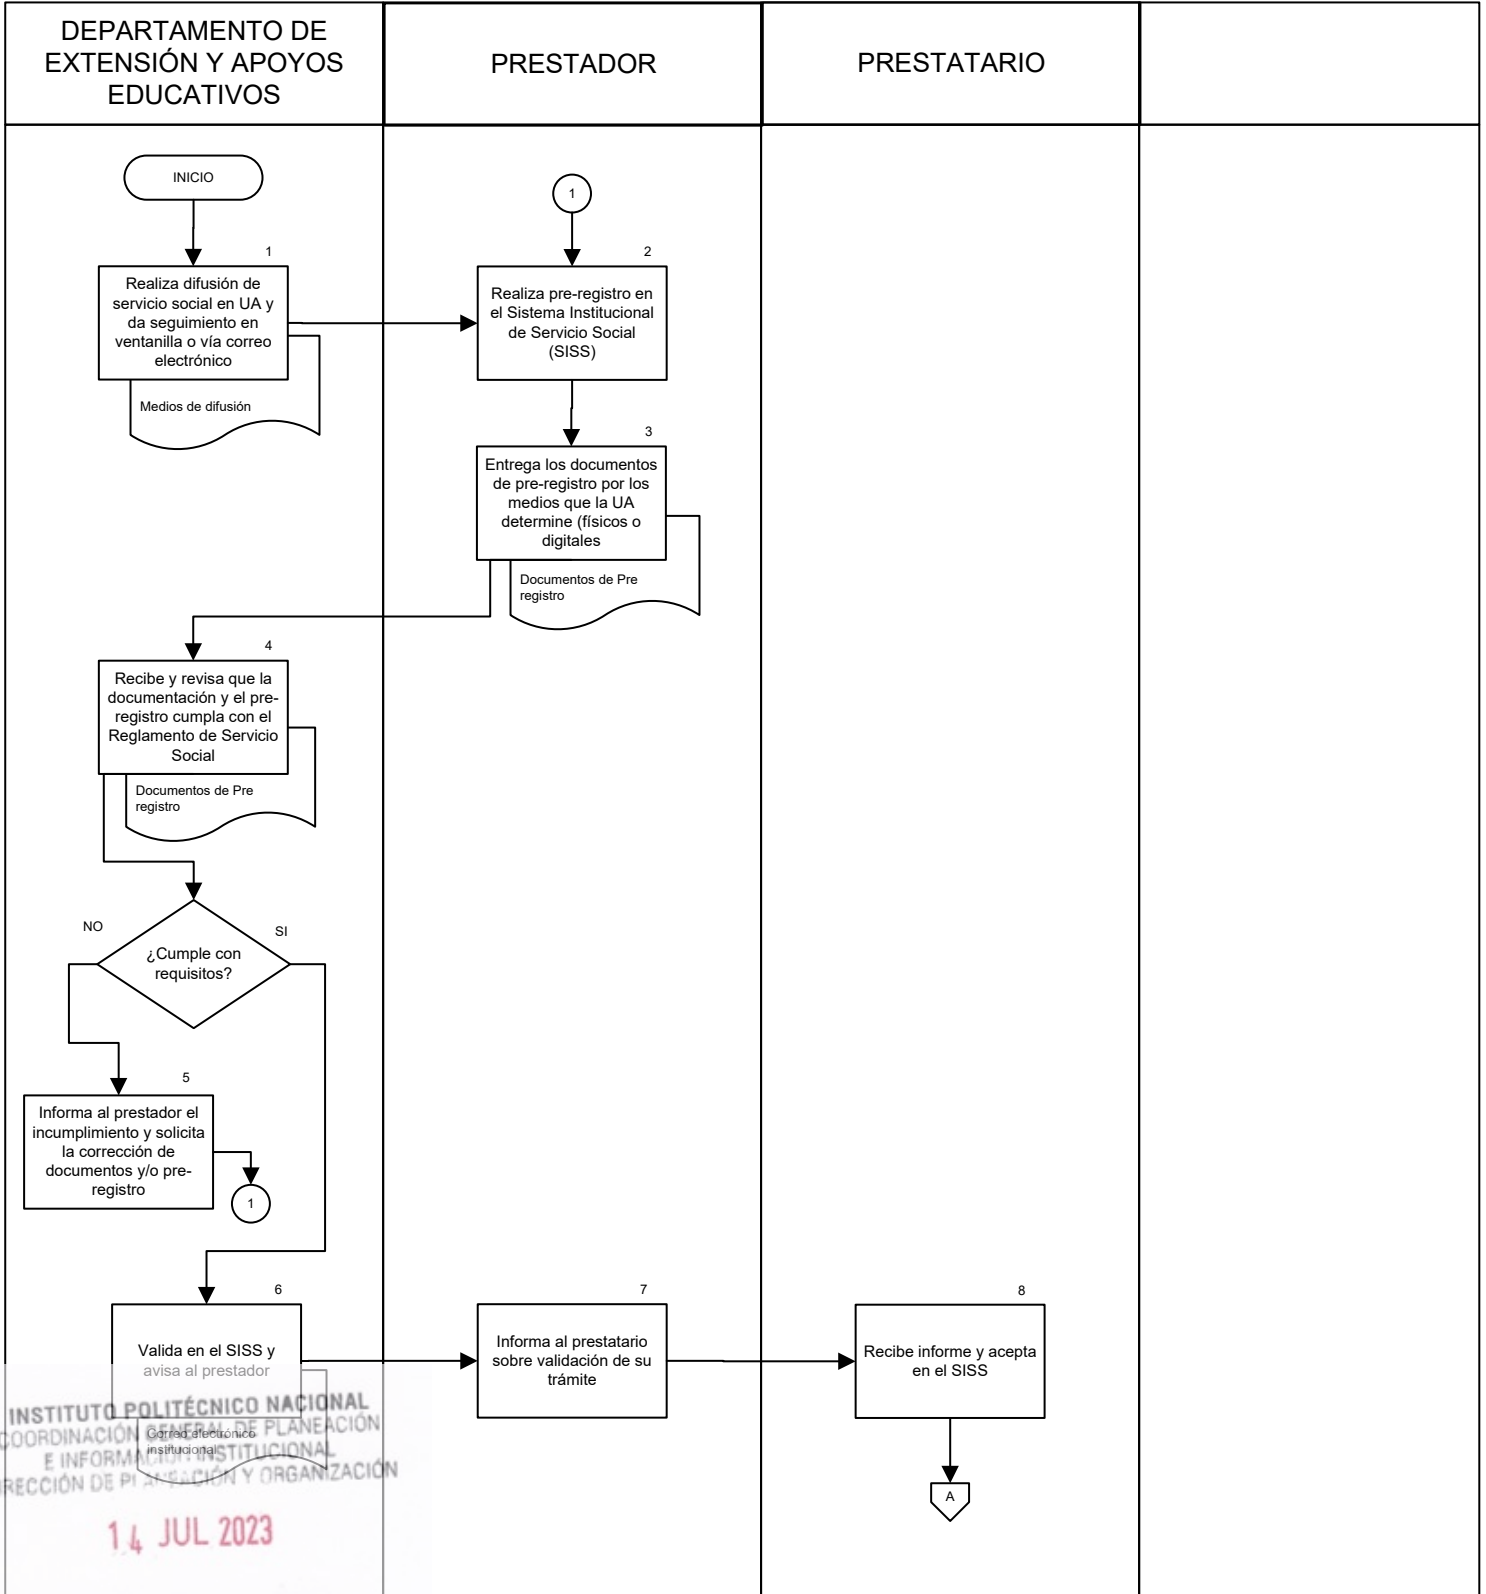 DEPARTAMENTO DE
EXTENSIÓN Y APOYOS
EDUCATIVOS
PRESTADOR
PRESTATARIO
INICIO
1
1
Realiza difusión de
servicio social en UA y
da seguimiento en
ventanilla o vía correo
electrónico
Medios de difusión
2
Realiza pre-registro en
el Sistema Institucional
de Servicio Social
(SISS)
3
Entrega los documentos
de pre-registro por los
medios que la UA
determine (físicos o
digitales
Documentos de Pre
registro
4
Recibe y revisa que la
documentación y el pre-
registro cumpla con el
Reglamento de Servicio
Social
Documentos de Pre
registro
NO
SI
¿Cumple con
requisitos?
5
Informa al prestador el
incumplimiento y solicita
la corrección de
documentos y/o pre-
registro
1
6
Valida en el SISS y
avisa al prestador
Correo electrónico
institucional
7
Informa al prestatario
sobre validación de su
trámite
8
Recibe informe y acepta
en el SISS
A
INSTITUTO POLITÉCNICO NACIONAL
COORDINACIÓN GENERAL DE PLANEACIÓN
E INFORMACIÓN INSTITUCIONAL
RECCIÓN DE PLANEACIÓN Y ORGANIZACIÓN
14 JUL 2023